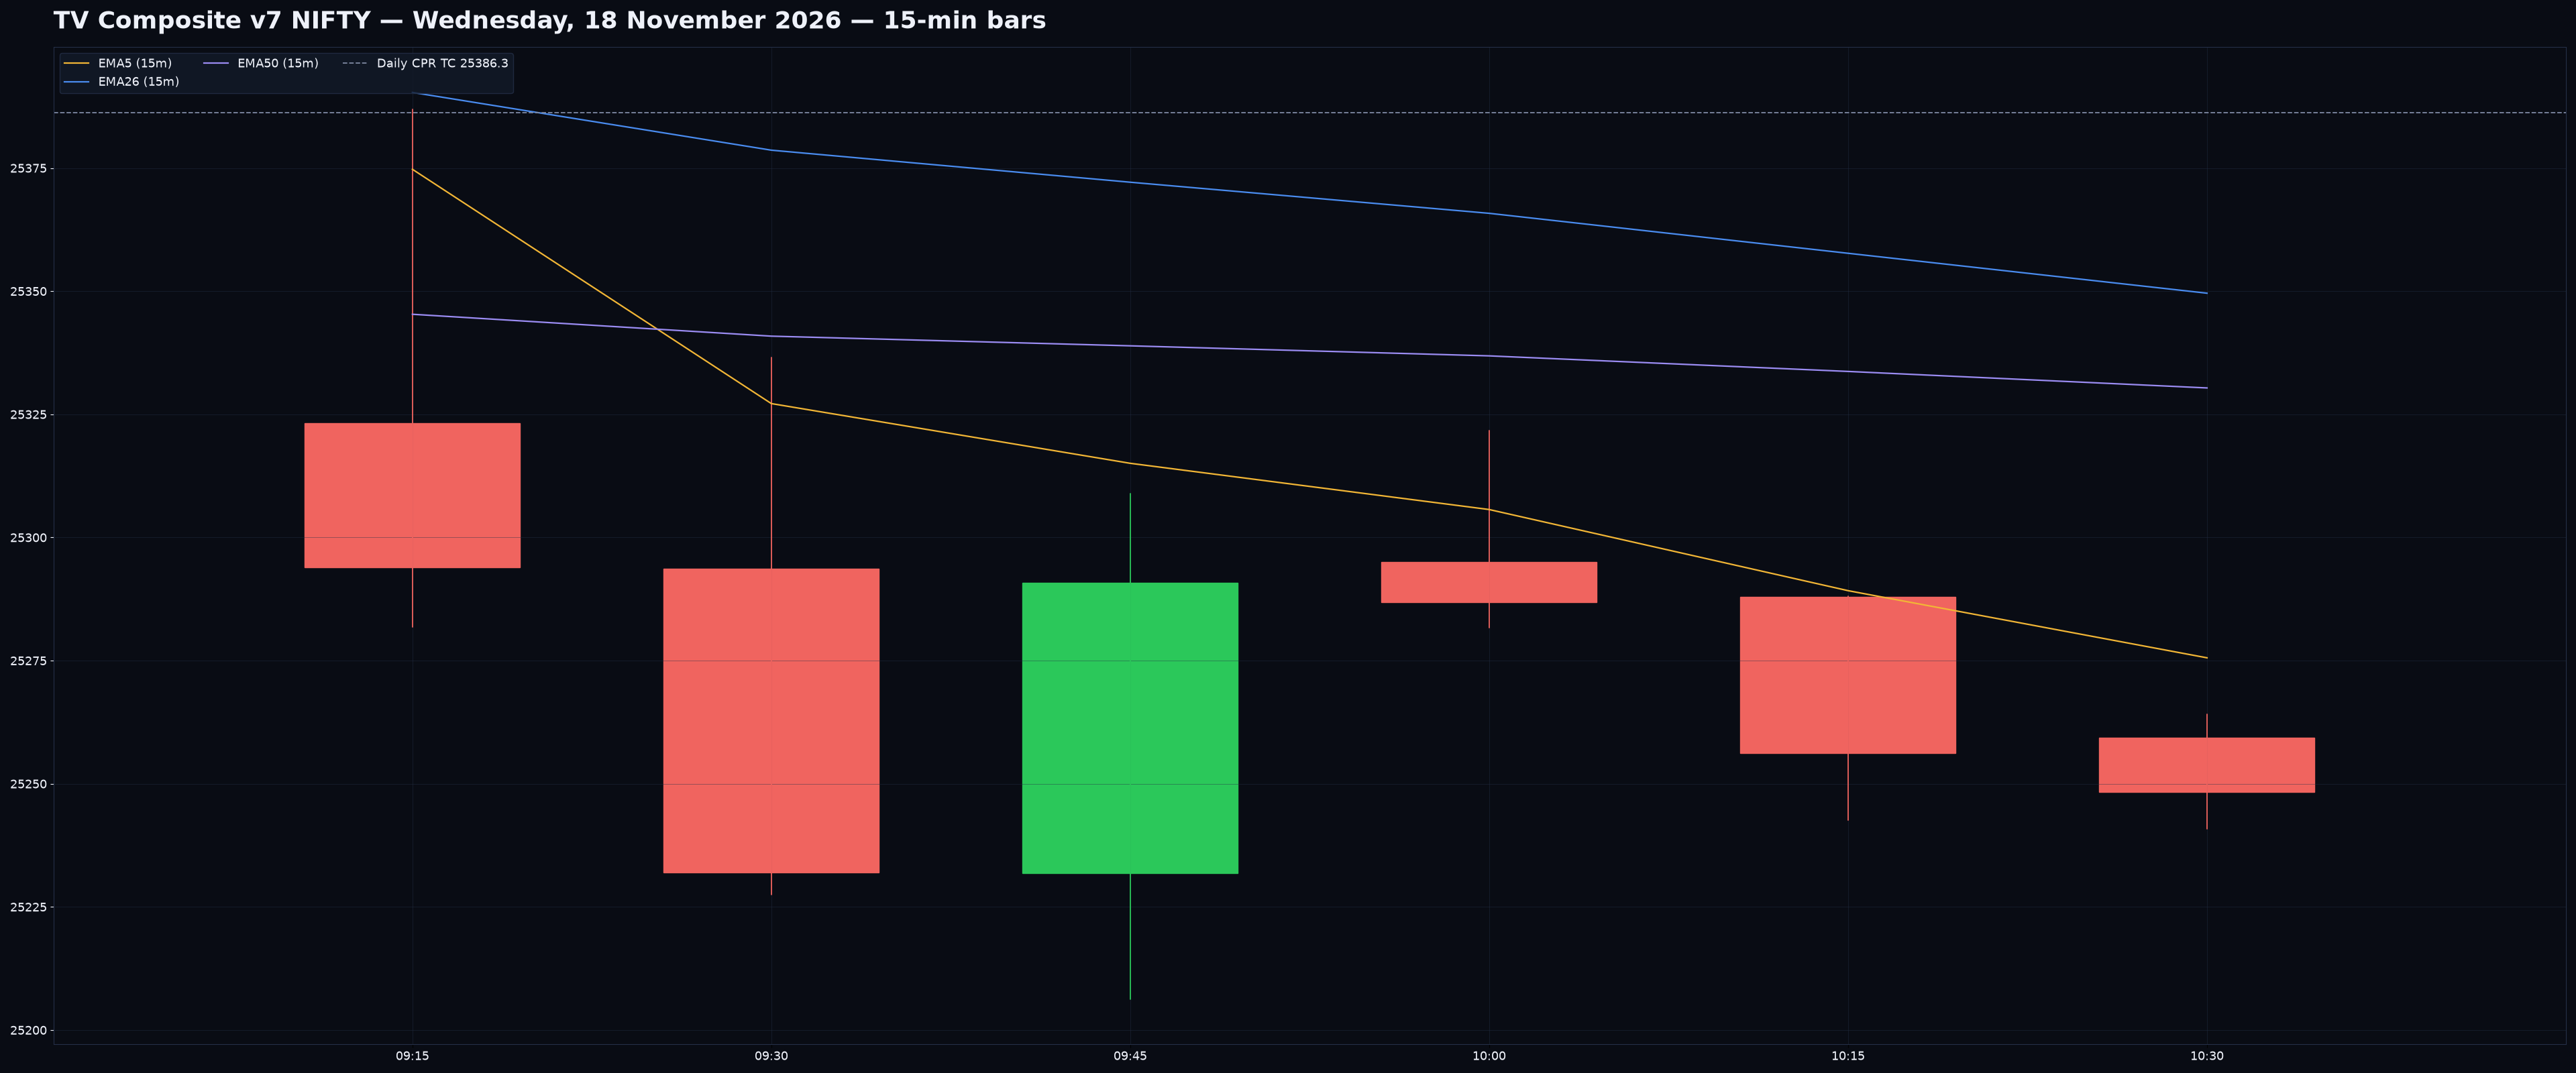 TV Composite v7 NIFTY — Wednesday, 18 November 2026 — 15-min bars
EMA5 (15m) EMA50 (15m) Daily CPR TC 25386.3
EMA26 (15m)
25375
25350
25325
25300
25275
25250
25225
25200
09:15 09:30 09:45 10:00 10:15 10:30